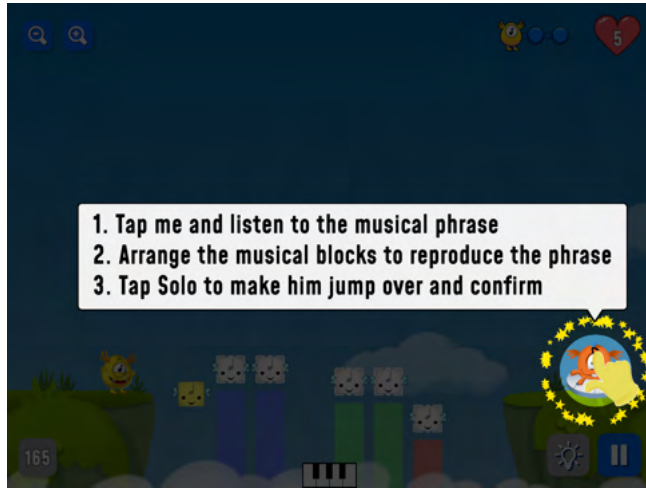 5
1. Tap me and listen to the musical phrase
2. Arrange the musical blocks to reproduce the phrase
3. Tap Solo to make him jump over and confirm
165